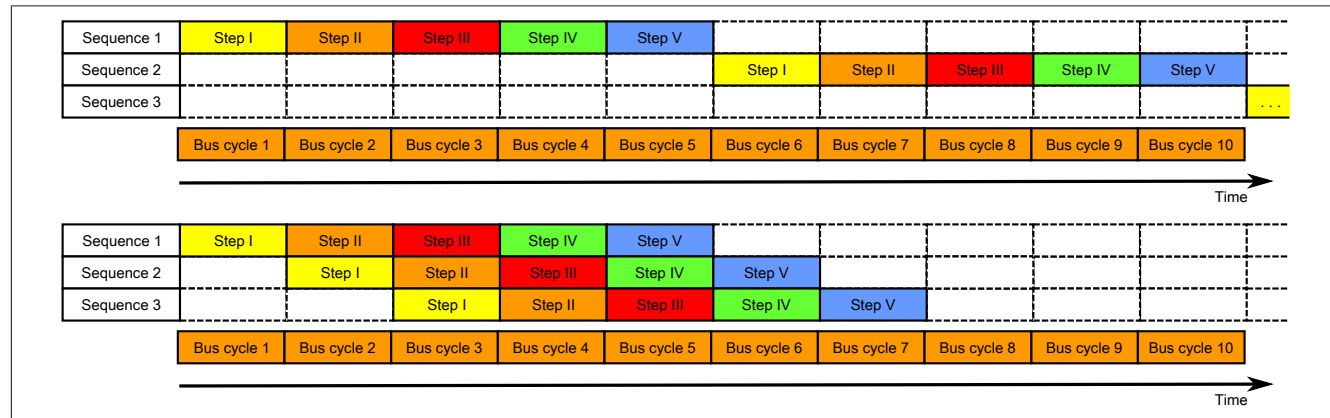 Sequence 1 Step I Step II Step III Step IV Step V
Sequence 2 Step I Step II Step III Step IV Step V
Sequence 3 . . .
Bus cycle 1 Bus cycle 2 Bus cycle 3 Bus cycle 4 Bus cycle 5 Bus cycle 6 Bus cycle 7 Bus cycle 8 Bus cycle 9 Bus cycle 10
Time
Sequence 1 Step I Step II Step III Step IV Step V
Sequence 2 Step I Step II Step III Step IV Step V
Sequence 3 Step I Step II Step III Step IV Step V
Bus cycle 1 Bus cycle 2 Bus cycle 3 Bus cycle 4 Bus cycle 5 Bus cycle 6 Bus cycle 7 Bus cycle 8 Bus cycle 9 Bus cycle 10
Time